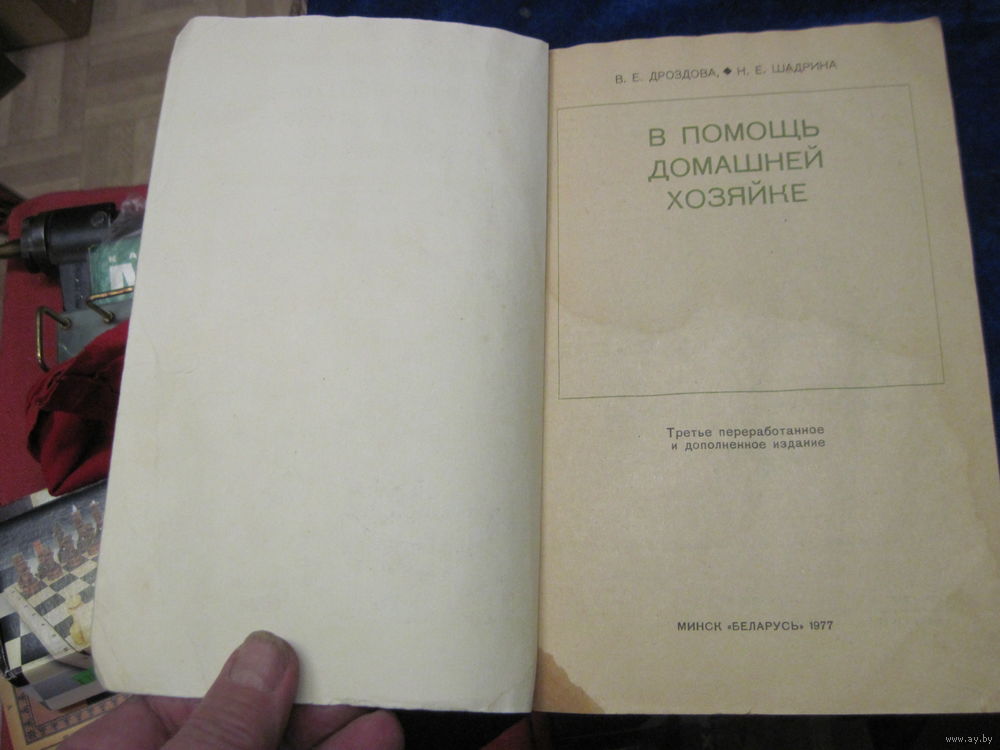 В. Е. ДРОЗДОВА, ◆ Н. Е. ШАДРИНА
В ПОМОЩЬ
ДОМАШНЕЙ
ХОЗЯЙКЕ
Третье переработанное
и дополненное издание
МИНСК «БЕЛАРУСЬ» 1977
www.ay.by